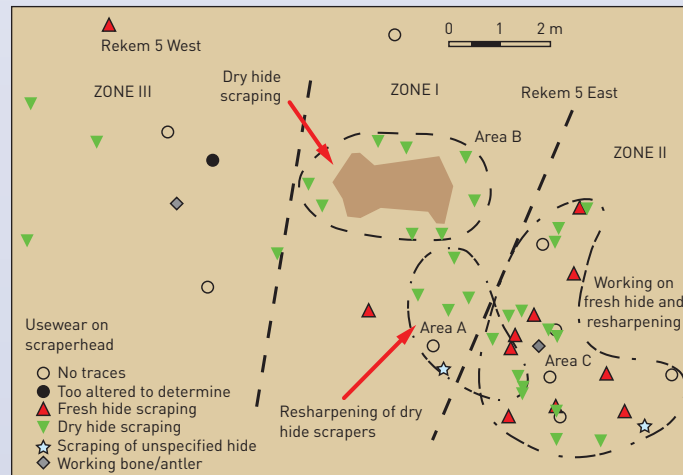 0 1 2 m
Rekem 5 West
ZONE III
Dry hide
scraping
ZONE I
Rekem 5 East
Area B
ZONE II
Working on
fresh hide and
resharpening
Area A
Area C
Resharpening of dry
hide scrapers
Usewear on
scraperhead
No traces
Too altered to determine
Fresh hide scraping
Dry hide scraping
Scraping of unspecified hide
Working bone/antler